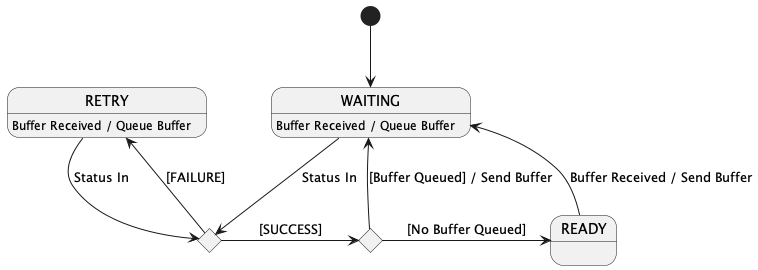 RETRY
Buffer Received / Queue Buffer
WAITING
Buffer Received / Queue Buffer
Status In
[FAILURE]
Status In
[Buffer Queued] / Send Buffer
Buffer Received / Send Buffer
[SUCCESS]
[No Buffer Queued]
READY